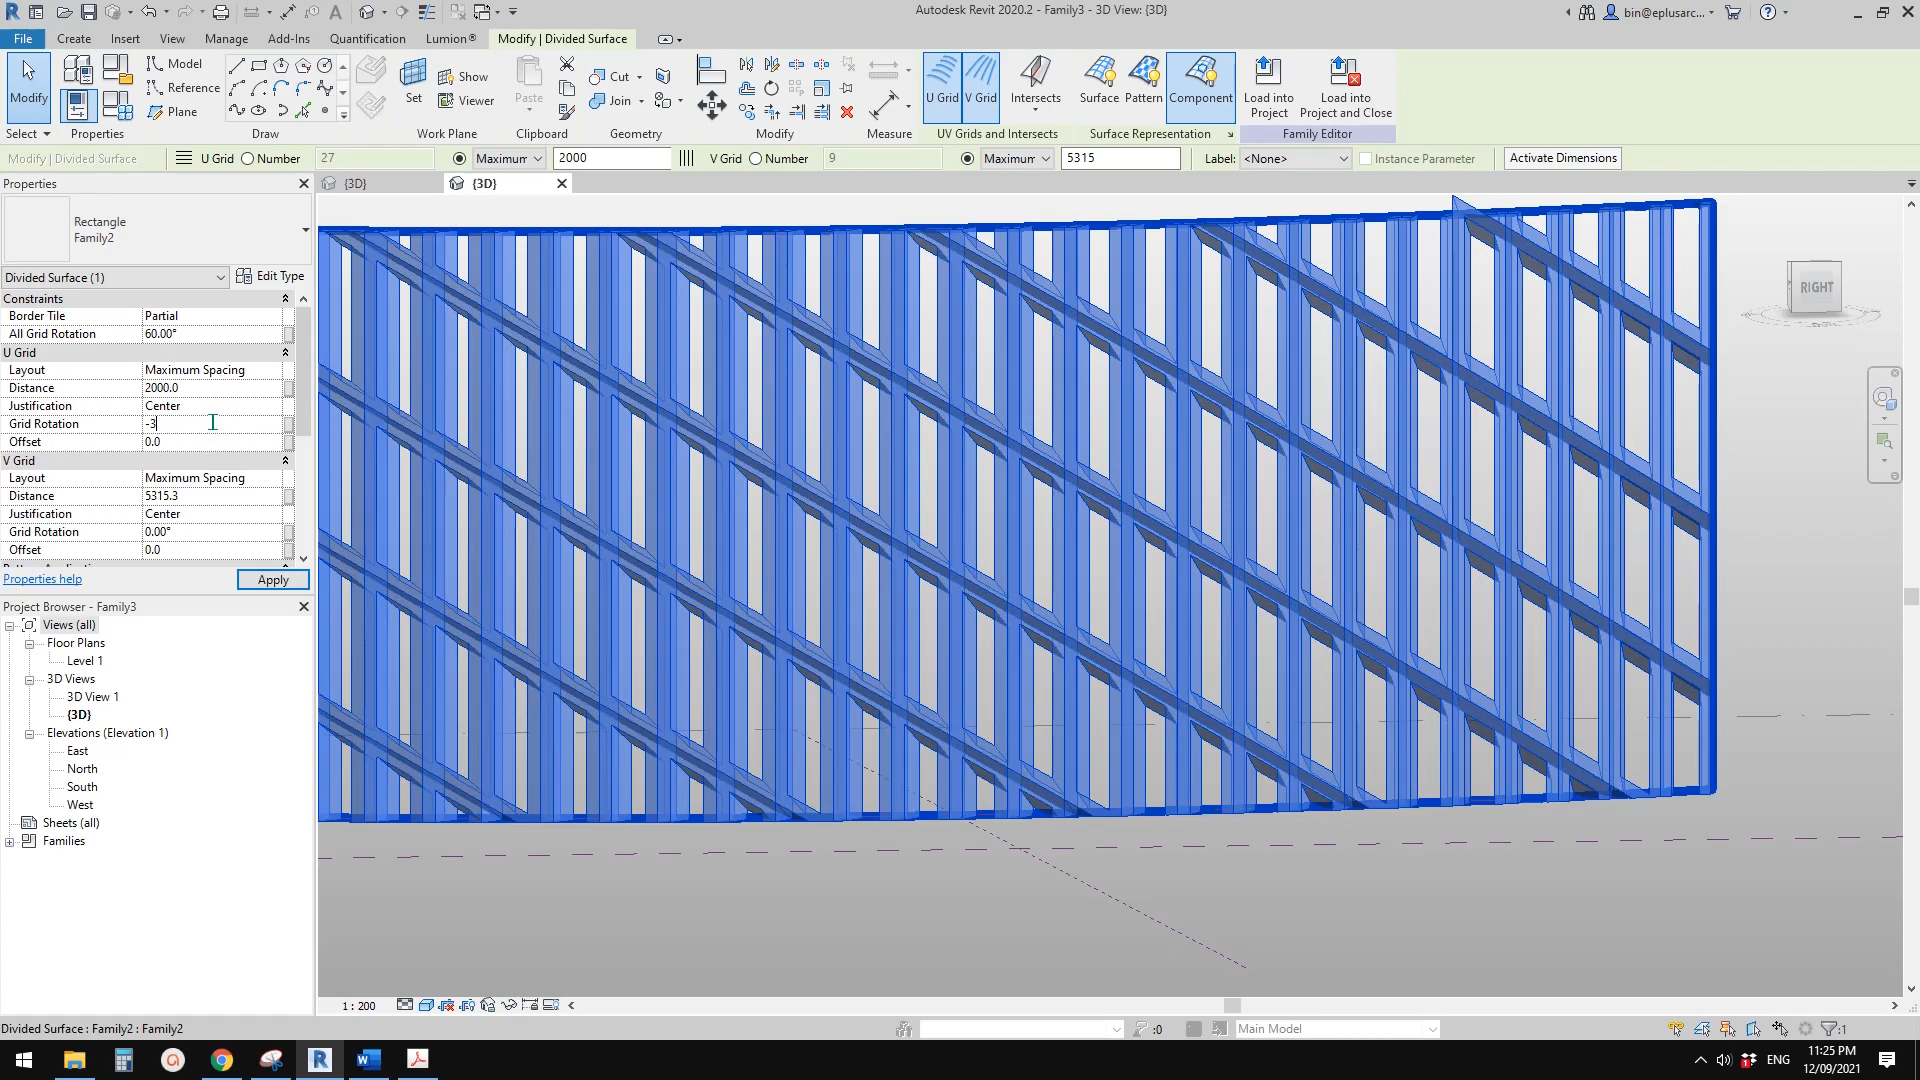 Autodesk Revit 2020.2 - Family3 - 3D View: {3D}
bin@eplusarc...
File Create Insert View Manage Add-Ins Quantification Lumion® Modify | Divided Surface
Modify
Model
Reference
Plane
Set
Show
Viewer
Paste
Cut
Join
U Grid V Grid Intersects
Surface Pattern Component
Load into Project
Load into Project and Close
Select Properties Draw Work Plane Clipboard Geometry Modify Measure UV Grids and Intersects Surface Representation Family Editor
Modify | Divided Surface
U Grid Number 27 Maximum 2000 V Grid Number 9 Maximum 5315 Label: <None> Instance Parameter Activate Dimensions
Properties
{3D} {3D}
Rectangle
Family2
Divided Surface (1) Edit Type
Constraints
Border Tile Partial
All Grid Rotation 60.00°
U Grid
Layout Maximum Spacing
Distance 2000.0
Justification Center
Grid Rotation -3
Offset 0.0
V Grid
Layout Maximum Spacing
Distance 5315.3
Justification Center
Grid Rotation 0.00°
Offset 0.0
Properties help Apply
Project Browser - Family3
Views (all)
Floor Plans
Level 1
3D Views
3D View 1
{3D}
Elevations (Elevation 1)
East
North
South
West
Sheets (all)
Families
RIGHT
1 : 200
Divided Surface : Family2 : Family2
:0
Main Model
:1
ENG
11:25 PM
12/09/2021